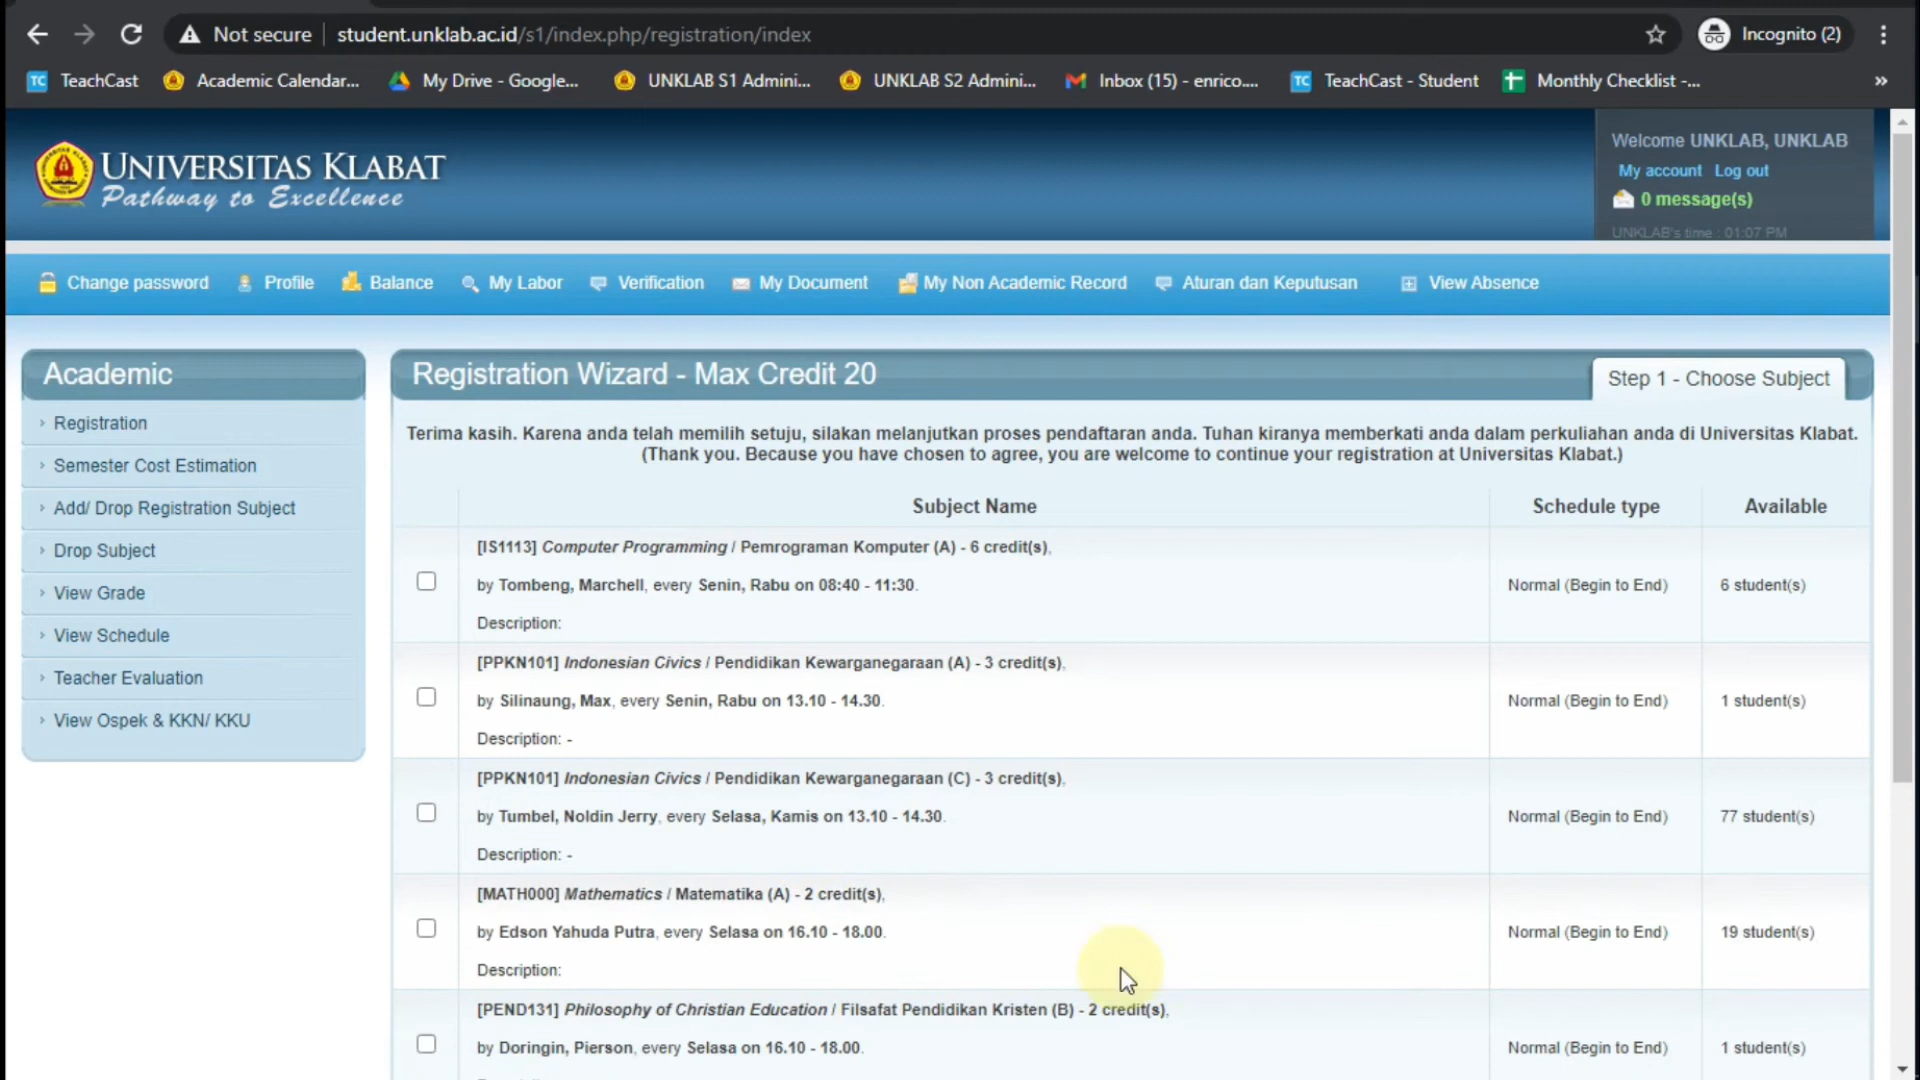 Not secure
student.unklab.ac.id/s1/index.php/registration/index
Incognito (2)
TC TeachCast
Academic Calendar...
My Drive - Google...
UNKLAB S1 Admini...
UNKLAB S2 Admini...
Inbox (15) - enrico....
TC TeachCast - Student
Monthly Checklist -...
»
UNIVERSITAS KLABAT
Pathway to Excellence
Welcome UNKLAB, UNKLAB
My account Log out
0 message(s)
UNKLAB's time : 01:07 PM
Change password
Profile
Balance
My Labor
Verification
My Document
My Non Academic Record
Aturan dan Keputusan
View Absence
Academic
Registration
Semester Cost Estimation
Add/ Drop Registration Subject
Drop Subject
View Grade
View Schedule
Teacher Evaluation
View Ospek & KKN/ KKU
Registration Wizard - Max Credit 20
Step 1 - Choose Subject
Terima kasih. Karena anda telah memilih setuju, silakan melanjutkan proses pendaftaran anda. Tuhan kiranya memberkati anda dalam perkuliahan anda di Universitas Klabat.
(Thank you. Because you have chosen to agree, you are welcome to continue your registration at Universitas Klabat.)
Subject Name
Schedule type
Available
[IS1113] Computer Programming / Pemrograman Komputer (A) - 6 credit(s),
by Tombeng, Marchell, every Senin, Rabu on 08:40 - 11:30.
Description:
Normal (Begin to End)
6 student(s)
[PPKN101] Indonesian Civics / Pendidikan Kewarganegaraan (A) - 3 credit(s),
by Silinaung, Max, every Senin, Rabu on 13.10 - 14.30.
Description: -
Normal (Begin to End)
1 student(s)
[PPKN101] Indonesian Civics / Pendidikan Kewarganegaraan (C) - 3 credit(s),
by Tumbel, Noldin Jerry, every Selasa, Kamis on 13.10 - 14.30.
Description: -
Normal (Begin to End)
77 student(s)
[MATH000] Mathematics / Matematika (A) - 2 credit(s),
by Edson Yahuda Putra, every Selasa on 16.10 - 18.00.
Description:
Normal (Begin to End)
19 student(s)
[PEND131] Philosophy of Christian Education / Filsafat Pendidikan Kristen (B) - 2 credit(s),
by Doringin, Pierson, every Selasa on 16.10 - 18.00.
Normal (Begin to End)
1 student(s)